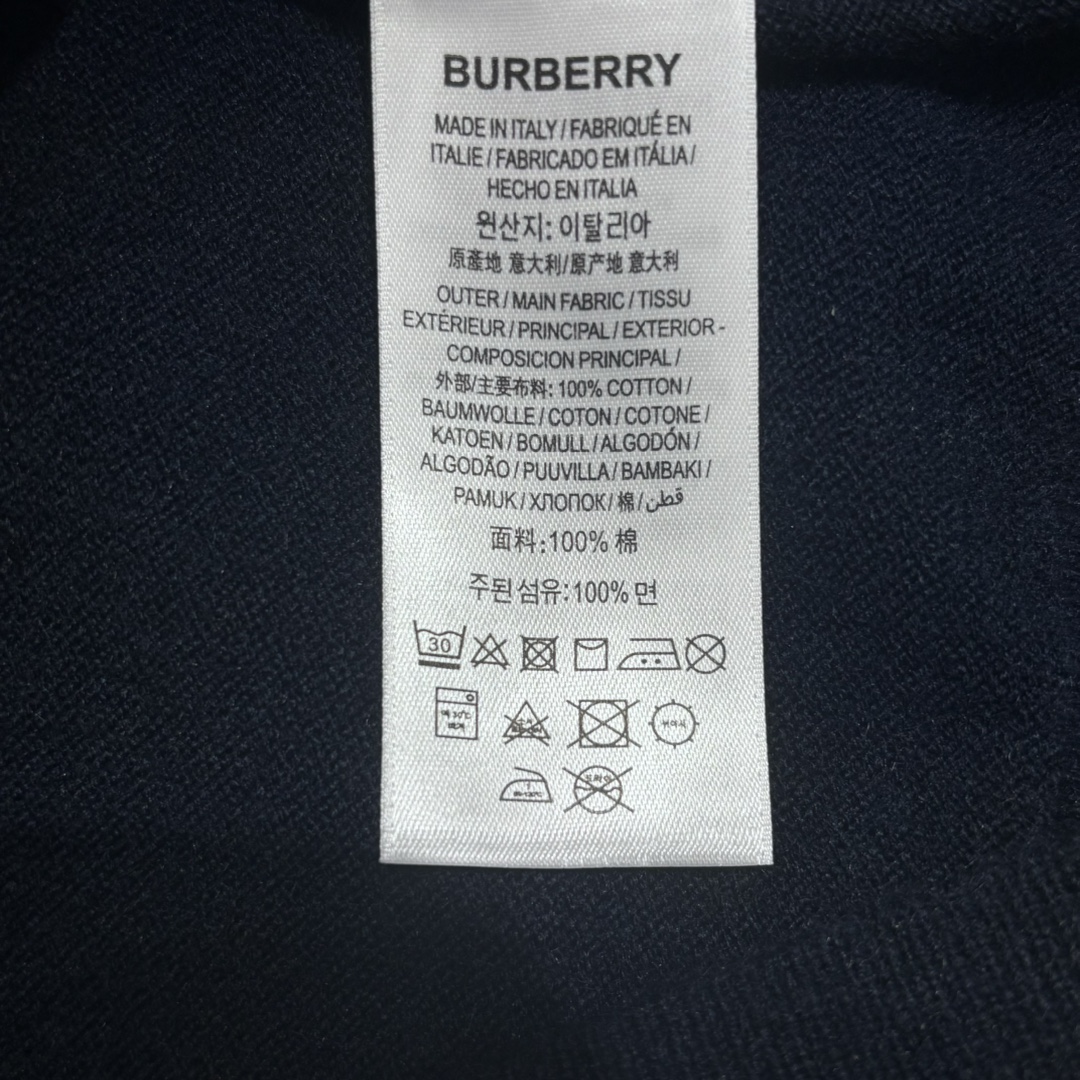 BURBERRY
MADE IN ITALY / FABRIQUÉ EN
ITALIE / FABRICADO EM ITÁLIA /
HECHO EN ITALIA
원산지: 이탈리아
原產地 意大利/原产地 意大利
OUTER / MAIN FABRIC / TISSU
EXTÉRIEUR / PRINCIPAL / EXTERIOR -
COMPOSICION PRINCIPAL /
外部/主要布料: 100% COTTON /
BAUMWOLLE / COTON / COTONE /
KATOEN / BOMULL / ALGODÓN /
ALGODÃO / PUUVILLA / BAMBAKI /
PAMUK / ХЛОПОК / 棉 / قطن
面料:100% 棉
주된 섬유:100% 면
30